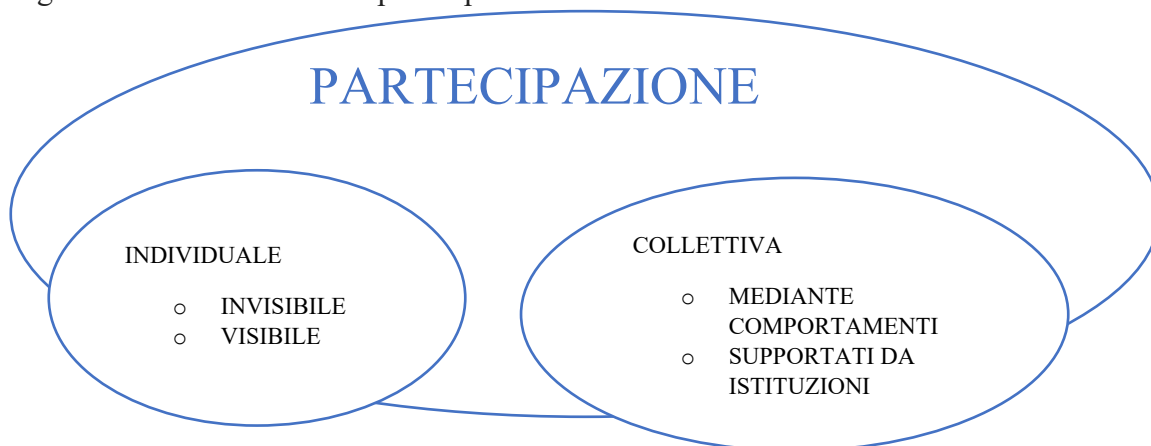 PARTECIPAZIONE
INDIVIDUALE
o INVISIBILE
o VISIBILE
COLLETTIVA
o MEDIANTE
COMPORTAMENTI
o SUPPORTATI DA
ISTITUZIONI